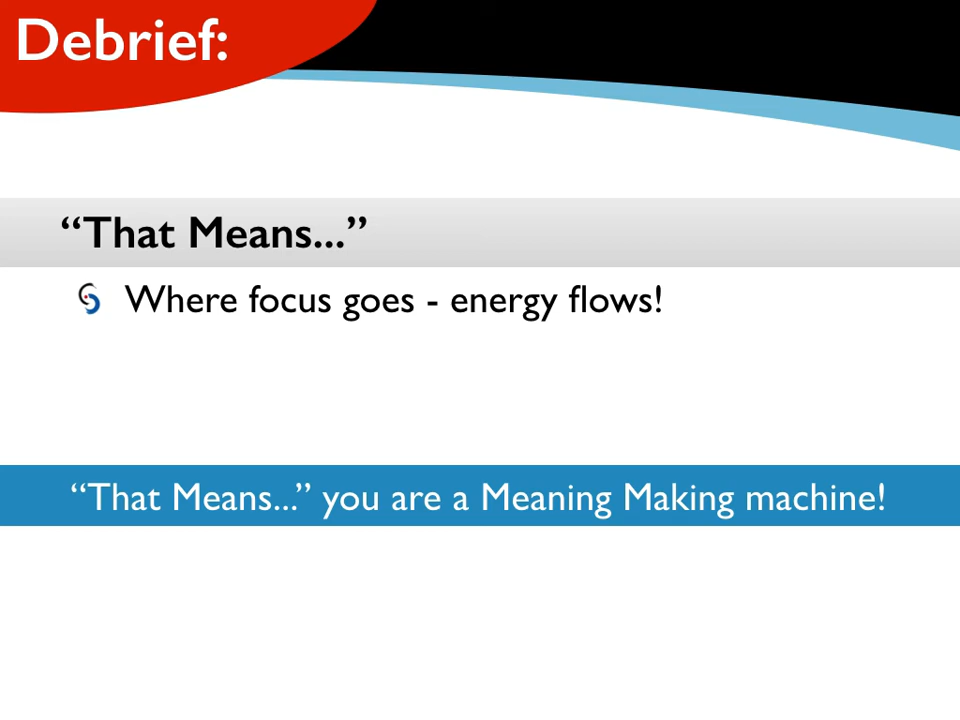 Debrief:
“That Means...”
Where focus goes - energy flows!
“That Means...” you are a Meaning Making machine!